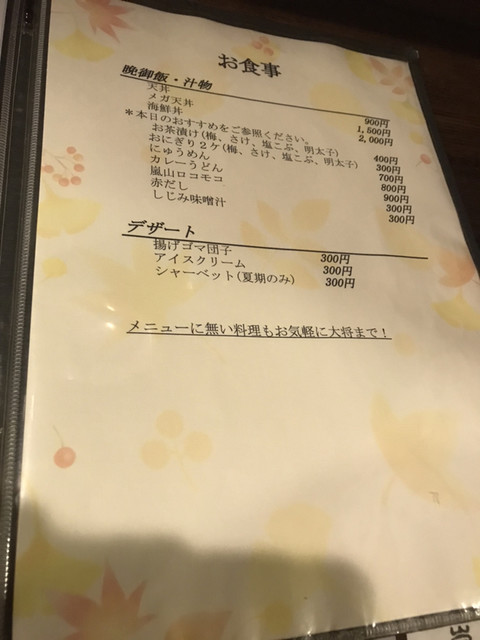 お食事
晩御飯・汁物
天丼 900円
メガ天丼 1,500円
海鮮丼 2,000円
*本日のおすすめをご参照ください。
お茶漬け(梅、さけ、塩こぶ、明太子) 400円
おにぎり2ケ(梅、さけ、塩こぶ、明太子) 300円
にゅうめん 700円
カレーうどん 800円
嵐山ロコモコ 900円
赤だし 300円
しじみ味噌汁 300円
デザート
揚げゴマ団子 300円
アイスクリーム 300円
シャーベット(夏期のみ) 300円
メニューに無い料理もお気軽に大将まで!